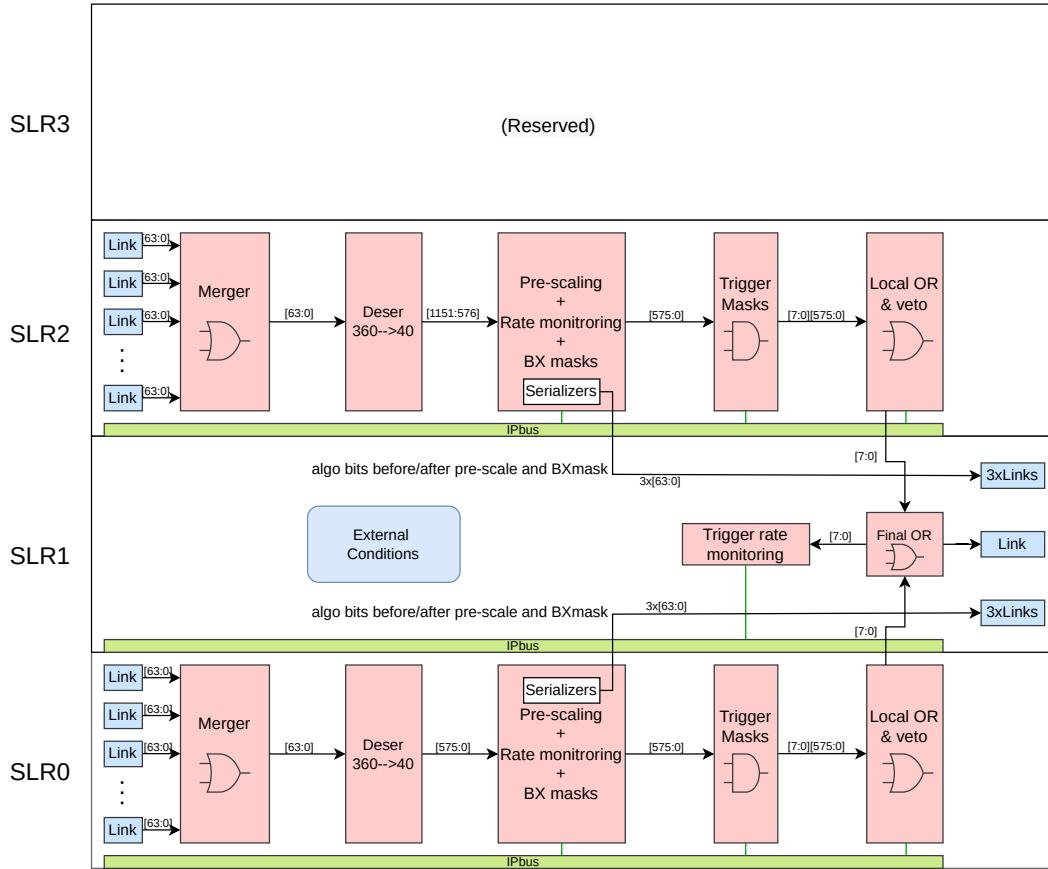 SLR3
(Reserved)
SLR2
Link
[63:0]
Link
[63:0]
Link
[63:0]
Link
[63:0]
Merger
[63:0]
Deser
360-->40
[1151:576]
Pre-scaling
+
Rate monitroring
+
BX masks
Serializers
[575:0]
Trigger
Masks
[7:0][575:0]
Local OR
& veto
IPbus
SLR1
algo bits before/after pre-scale and BXmask
3x[63:0]
[7:0]
3xLinks
External
Conditions
Trigger rate
monitoring
[7:0]
Final OR
Link
algo bits before/after pre-scale and BXmask
3x[63:0]
3xLinks
[7:0]
IPbus
SLR0
Link
[63:0]
Link
[63:0]
Link
[63:0]
Link
[63:0]
Merger
[63:0]
Deser
360-->40
[575:0]
Serializers
Pre-scaling
+
Rate monitroring
+
BX masks
[575:0]
Trigger
Masks
[7:0][575:0]
Local OR
& veto
IPbus